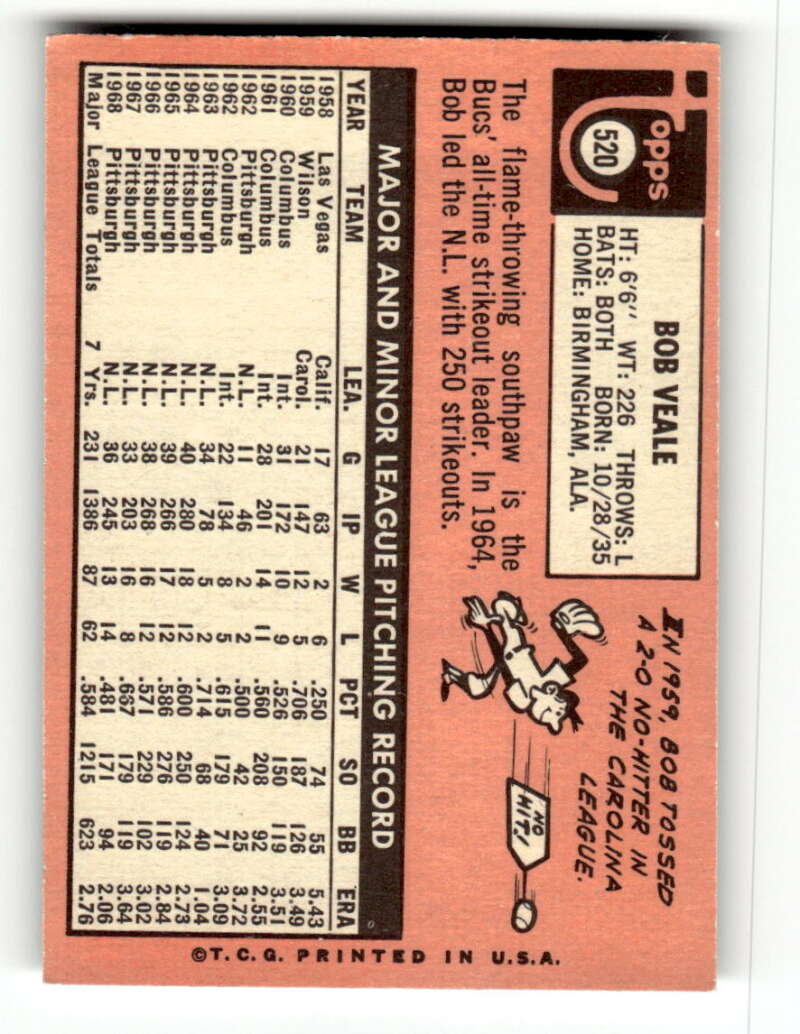 Topps
520
BOB VEALE
HT: 6'6" WT: 226 THROWS: L
BATS: BOTH BORN: 10/28/35
HOME: BIRMINGHAM, ALA.
IN 1959, BOB TOSSED
A 2-0 NO-HITTER IN
THE CAROLINA
LEAGUE.
NO
HIT!
The flame-throwing southpaw is the
Bucs' all-time strikeout leader. In 1964,
Bob led the N.L. with 250 strikeouts.
MAJOR AND MINOR LEAGUE PITCHING RECORD
YEAR TEAM LEA. G IP W L PCT SO BB ERA
1958 Las Vegas Calif. 17 63 2 6 .250 74 55 5.43
1959 Wilson Carol. 21 147 12 5 .706 187 126 3.49
1960 Columbus Int. 31 172 10 9 .526 150 119 3.51
1961 Columbus Int. 28 201 14 11 .560 208 92 2.55
1962 Pittsburgh N.L. 11 46 2 2 .500 42 25 3.72
1962 Columbus Int. 22 134 8 5 .615 179 71 3.09
1963 Pittsburgh N.L. 34 78 5 2 .714 68 40 1.04
1964 Pittsburgh N.L. 40 280 18 12 .600 250 124 2.73
1965 Pittsburgh N.L. 39 266 17 12 .586 276 119 2.84
1966 Pittsburgh N.L. 38 268 16 12 .571 229 102 3.02
1967 Pittsburgh N.L. 33 203 16 8 .667 179 119 3.64
1968 Pittsburgh N.L. 36 245 13 14 .481 171 94 2.06
Major League Totals 7 Yrs. 231 1386 87 62 .584 1215 623 2.76
©T.C.G. PRINTED IN U.S.A.